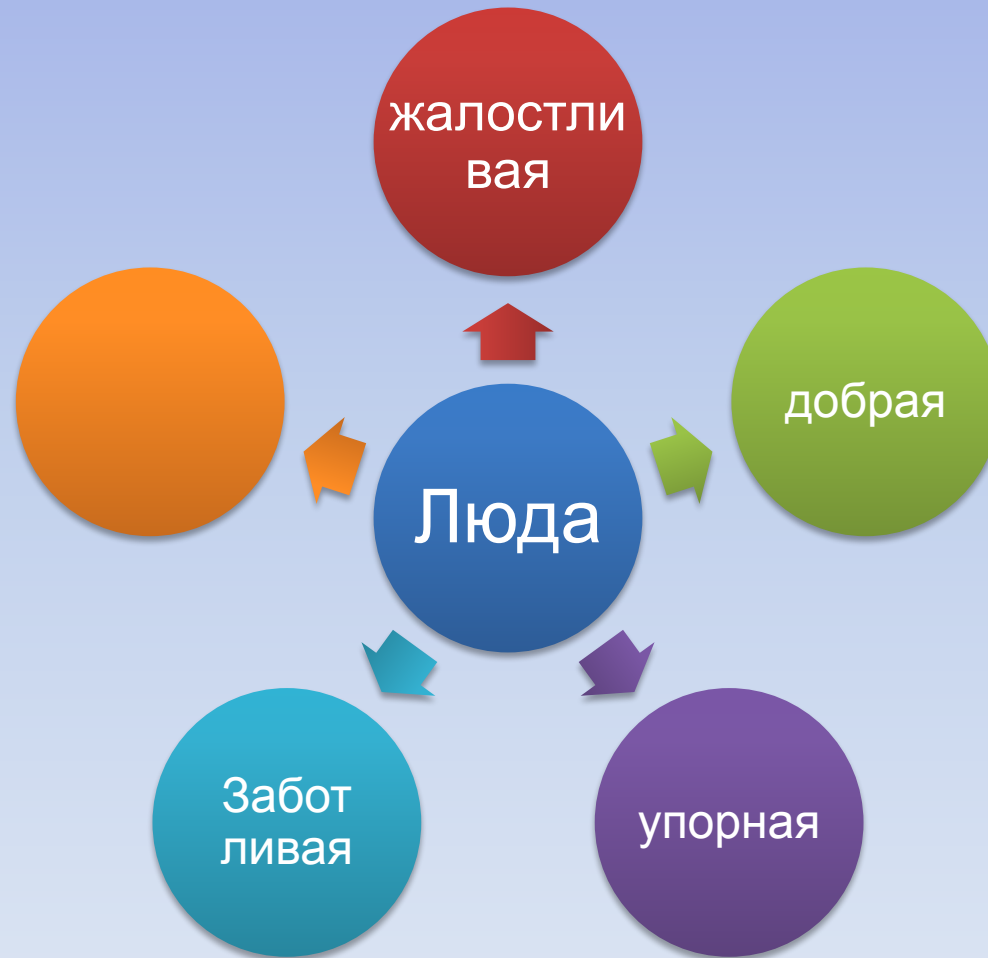 жалостли
вая
добрая
Люда
Забот
ливая
упорная